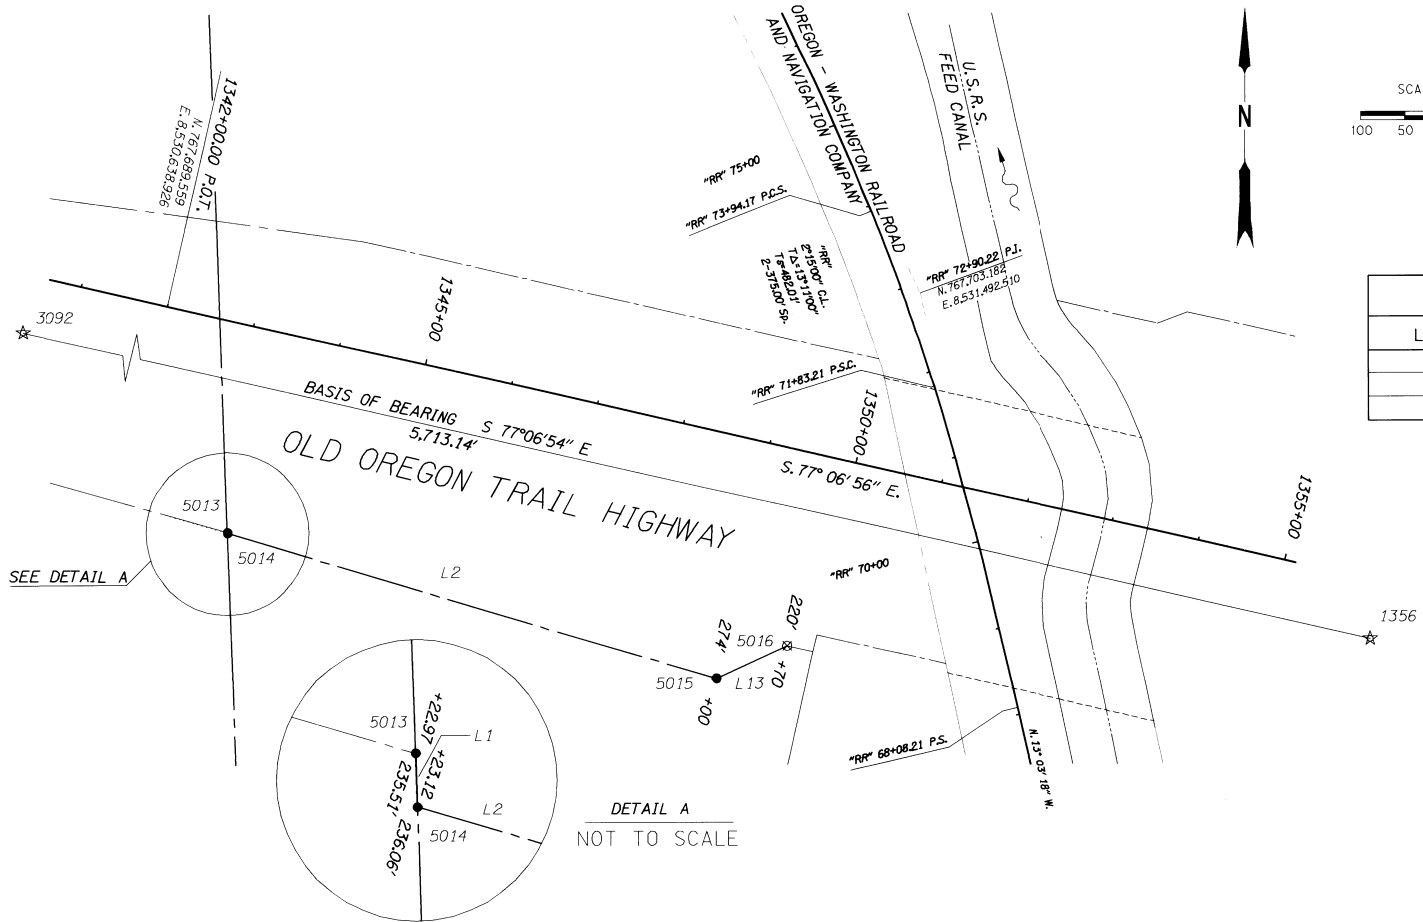 1342+00.00 P.O.T.
N. 767,689.559
E. 8,530,638.926
OREGON - WASHINGTON RAILROAD
AND NAVIGATION COMPANY
U.S.R.S.
FEED CANAL
N
SCA
100 50
"RR" 75+00
"RR" 73+94.17 P.C.S.
"RR"
2°15'00" C.L.
T△=13°11'00"
Ts=482.01'
2-375.00' Sp.
"RR" 72+90.22 P.I.
N. 767,703.182
E. 8,531,492.510
3092
1345+00
L
"RR" 71+83.21 P.S.C.
1350+00
BASIS OF BEARING S 77°06'54" E
5,713.14'
S. 77° 06' 56" E.
OLD OREGON TRAIL HIGHWAY
1355+00
5013
5014
SEE DETAIL A
L2
"RR" 70+00
220'
274'
5016
1356
5015
L13
+70
+00
"RR" 68+08.21 P.S.
N. 13° 03' 18" W.
5013
+22.97
L1
+23.12
235.51'
236.06'
L2
5014
DETAIL A
NOT TO SCALE